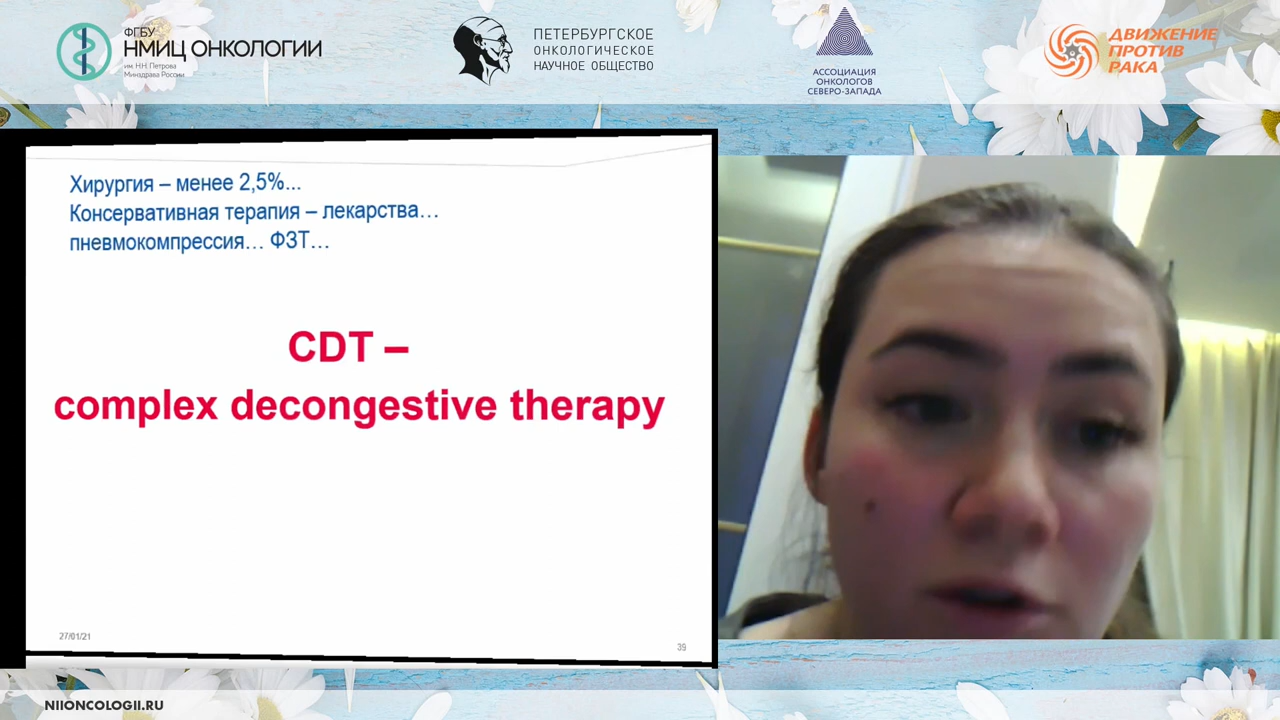 ФГБУ
НМИЦ ОНКОЛОГИИ
им. Н.Н. Петрова
Минздрава России
ПЕТЕРБУРГСКОЕ
ОНКОЛОГИЧЕСКОЕ
НАУЧНОЕ ОБЩЕСТВО
АССОЦИАЦИЯ
ОНКОЛОГОВ
СЕВЕРО-ЗАПАДА
ДВИЖЕНИЕ
ПРОТИВ
РАКА
Хирургия – менее 2,5%...
Консервативная терапия – лекарства…
пневмокомпрессия… ФЗТ…
CDT –
complex decongestive therapy
27/01/21
39
NIIONCOLOGII.RU